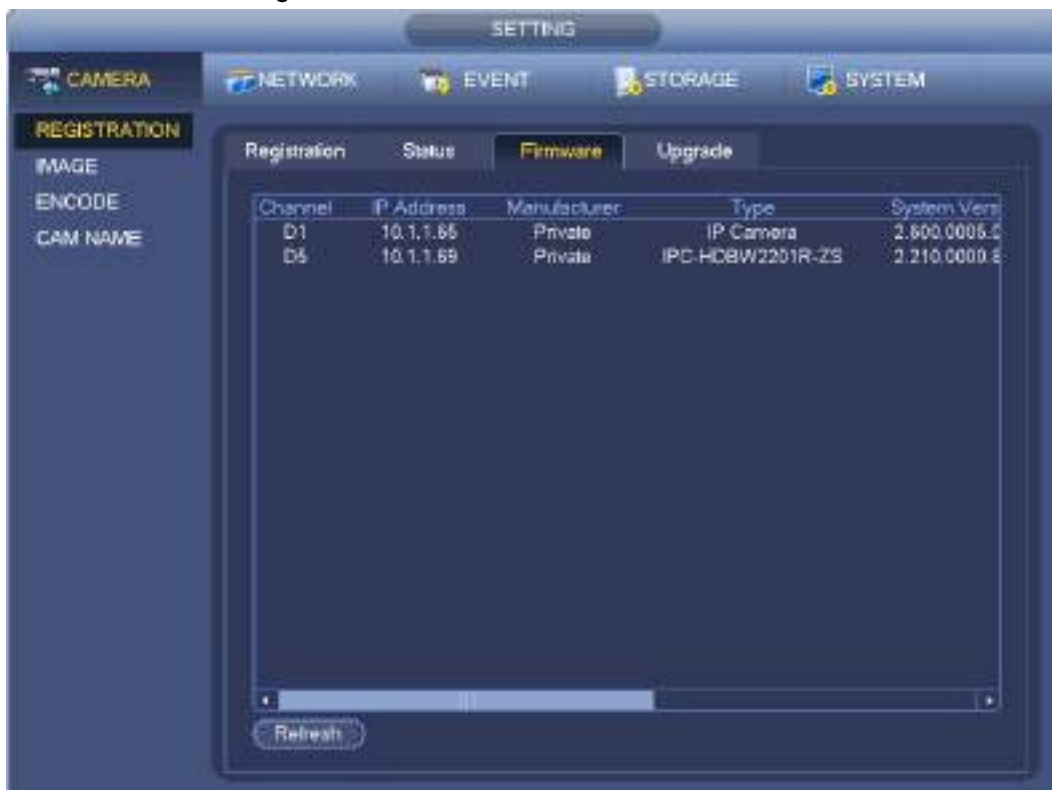 SETTING
CAMERA NETWORK EVENT STORAGE SYSTEM
REGISTRATION
IMAGE
ENCODE
CAM NAME
Registration Status Firmware Upgrade
Channel IP Address Manufacturer Type System Vers
D1 10.1.1.65 Private IP Camera
D5 10.1.1.69 Private IPC-HDBW2201R-ZS
Refresh